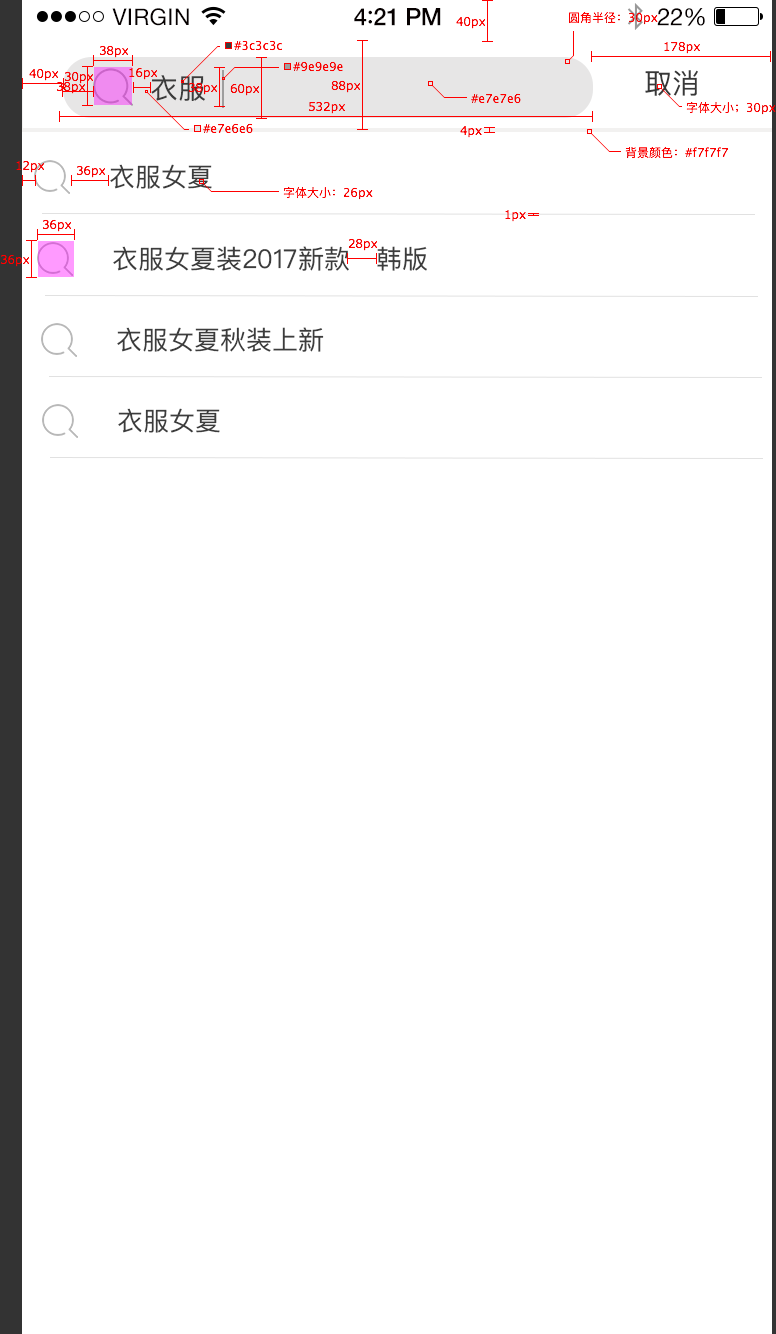 VIRGIN 4:21 PM 22%
40px
圆角半径：30px
38px
#3c3c3c
178px
40px 30px 16px
#9e9e9e
38px
衣服
60px
88px
#e7e7e6
取消
532px
字体大小：30px
#e7e6e6
4px
背景颜色：#f7f7f7
36px
衣服女夏
字体大小：26px
1px
36px
36px
衣服女夏装2017新款 韩版
28px
衣服女夏秋装上新
衣服女夏